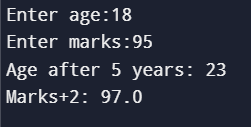 Enter age:18
Enter marks:95
Age after 5 years: 23
Marks+2: 97.0